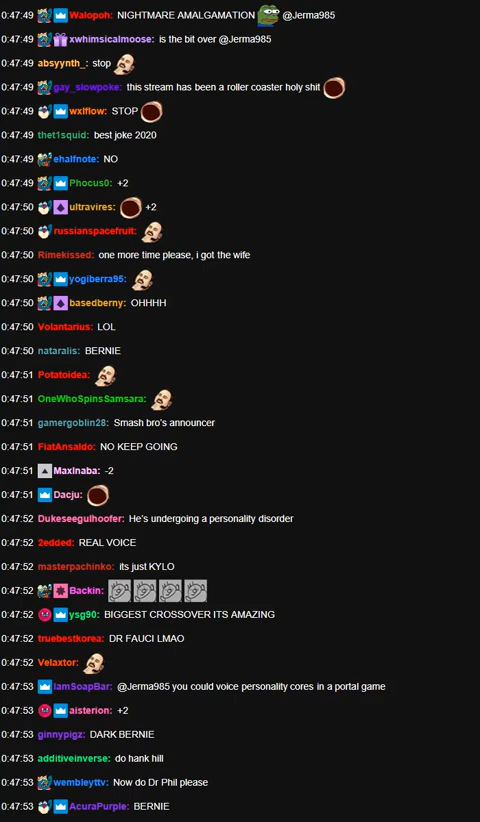 0:47:49 Walopoh: NIGHTMARE AMALGAMATION @Jerma985
0:47:49 xwhimsicalmoose: is the bit over @Jerma985
0:47:49 absyynth_: stop
0:47:49 gay_slowpoke: this stream has been a roller coaster holy shit
0:47:49 wxlflow: STOP
0:47:49 thet1squid: best joke 2020
0:47:49 ehalfnote: NO
0:47:49 Phocus0: +2
0:47:50 ultravires: +2
0:47:50 russianspacefruit:
0:47:50 Rimekissed: one more time please, i got the wife
0:47:50 yogiberra95:
0:47:50 basedberny: OHHHH
0:47:50 Volantarius: LOL
0:47:50 nataralis: BERNIE
0:47:51 Potatoidea:
0:47:51 OneWhoSpinsSamsara:
0:47:51 gamergoblin28: Smash bro's announcer
0:47:51 FiatAnsaldo: NO KEEP GOING
0:47:51 MaxInaba: -2
0:47:51 Dacju:
0:47:52 Dukeseegulhoofer: He's undergoing a personality disorder
0:47:52 2edded: REAL VOICE
0:47:52 masterpachinko: its just KYLO
0:47:52 Backin:
0:47:52 ysg90: BIGGEST CROSSOVER ITS AMAZING
0:47:52 truebestkorea: DR FAUCI LMAO
0:47:52 Velaxtor:
0:47:53 IamSoapBar: @Jerma985 you could voice personality cores in a portal game
0:47:53 aisterion: +2
0:47:53 ginnypigz: DARK BERNIE
0:47:53 additiveinverse: do hank hill
0:47:53 wembleyttv: Now do Dr Phil please
0:47:53 AcuraPurple: BERNIE